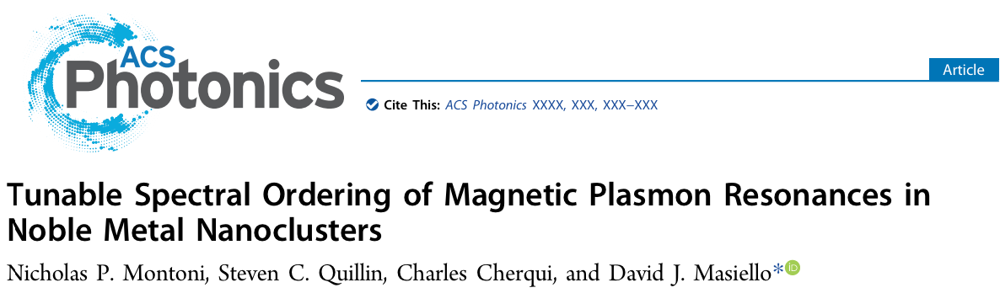 ACS
Photonics
Article
Cite This: ACS Photonics XXXX, XXX, XXX−XXX
Tunable Spectral Ordering of Magnetic Plasmon Resonances in
Noble Metal Nanoclusters
Nicholas P. Montoni, Steven C. Quillin, Charles Cherqui, and David J. Masiello*
iD